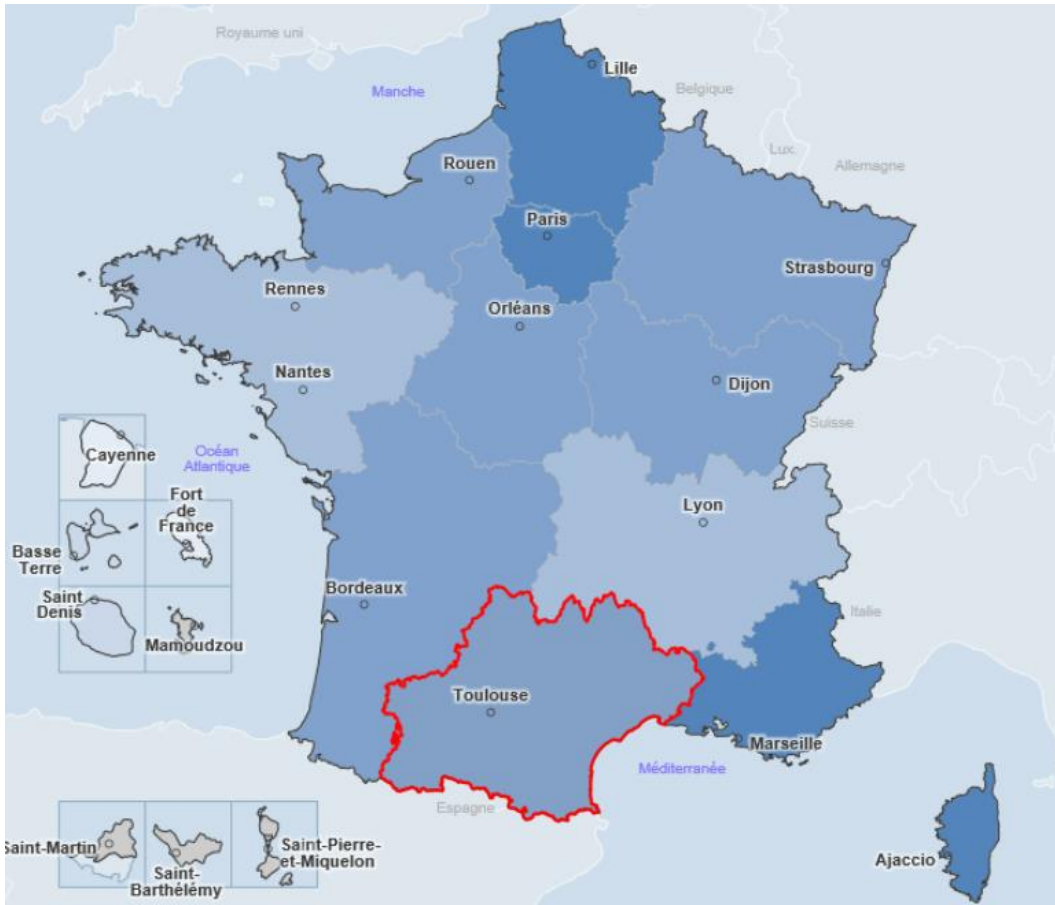 Royaume uni
Lille
Manche
Belgique
Lux.
Allemagne
Rouen
Paris
Strasbourg
Rennes
Orléans
Nantes
Dijon
Suisse
Océan
Atlantique
Cayenne
Lyon
Fort
de
France
Basse
Terre
Bordeaux
Saint
Denis
Italie
Mamoudzou
Toulouse
Marseille
Méditerranée
Espagne
Saint-Martin
Saint-
Barthélémy
Saint-Pierre-
et-Miquelon
Ajaccio